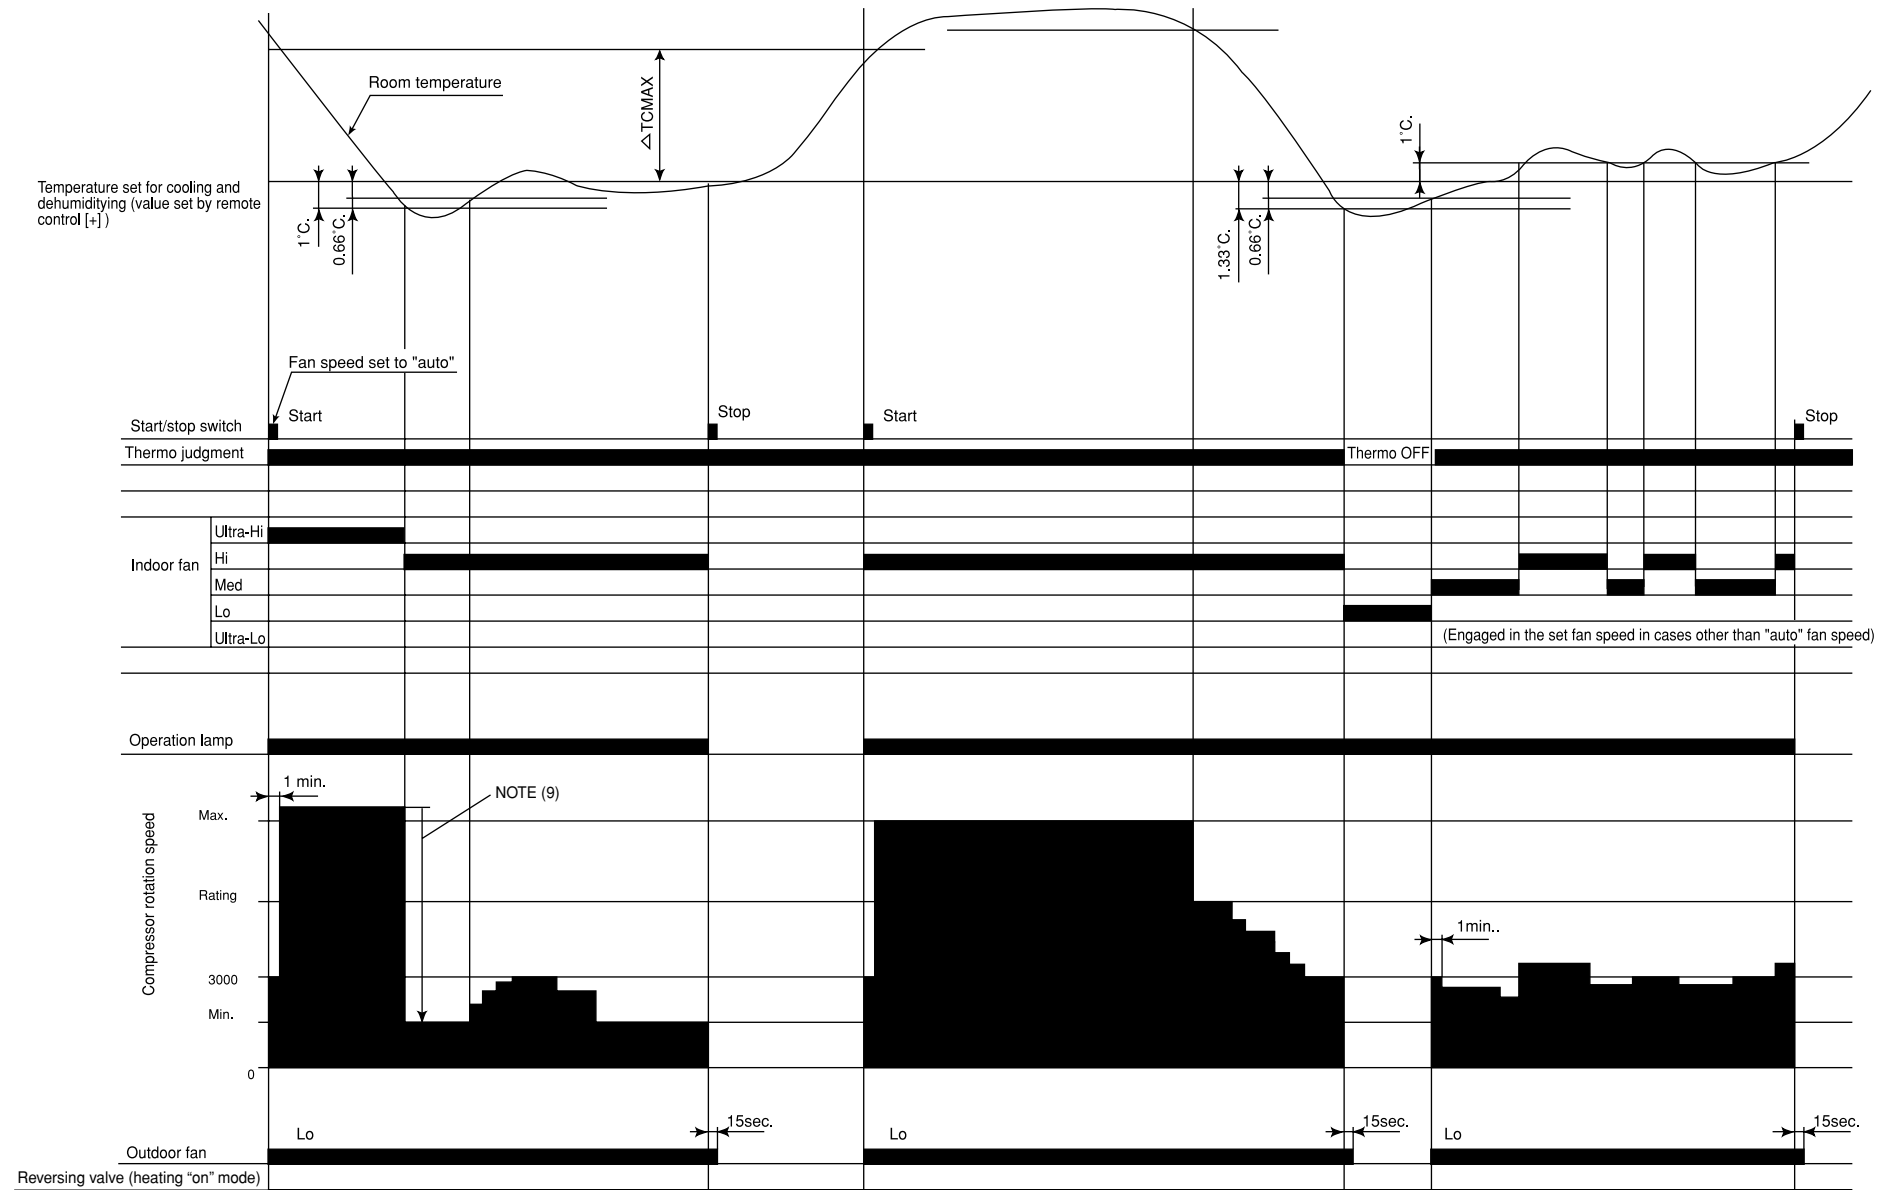 Room temperature
△TCMAX
1˚C.
Temperature set for cooling and
dehumiditying (value set by remote
control [+] )
1˚C.
0.66˚C.
1.33˚C.
0.66˚C.
Fan speed set to "auto"
Start/stop switch
Start
Stop
Start
Stop
Thermo judgment
Thermo OFF
Indoor fan
Ultra-Hi
Hi
Med
Lo
Ultra-Lo
(Engaged in the set fan speed in cases other than "auto" fan speed)
Operation lamp
1 min.
NOTE (9)
Compressor rotation speed
Max.
Rating
1min..
3000
Min.
0
15sec.
15sec.
15sec.
Lo
Lo
Lo
Outdoor fan
Reversing valve (heating “on” mode)